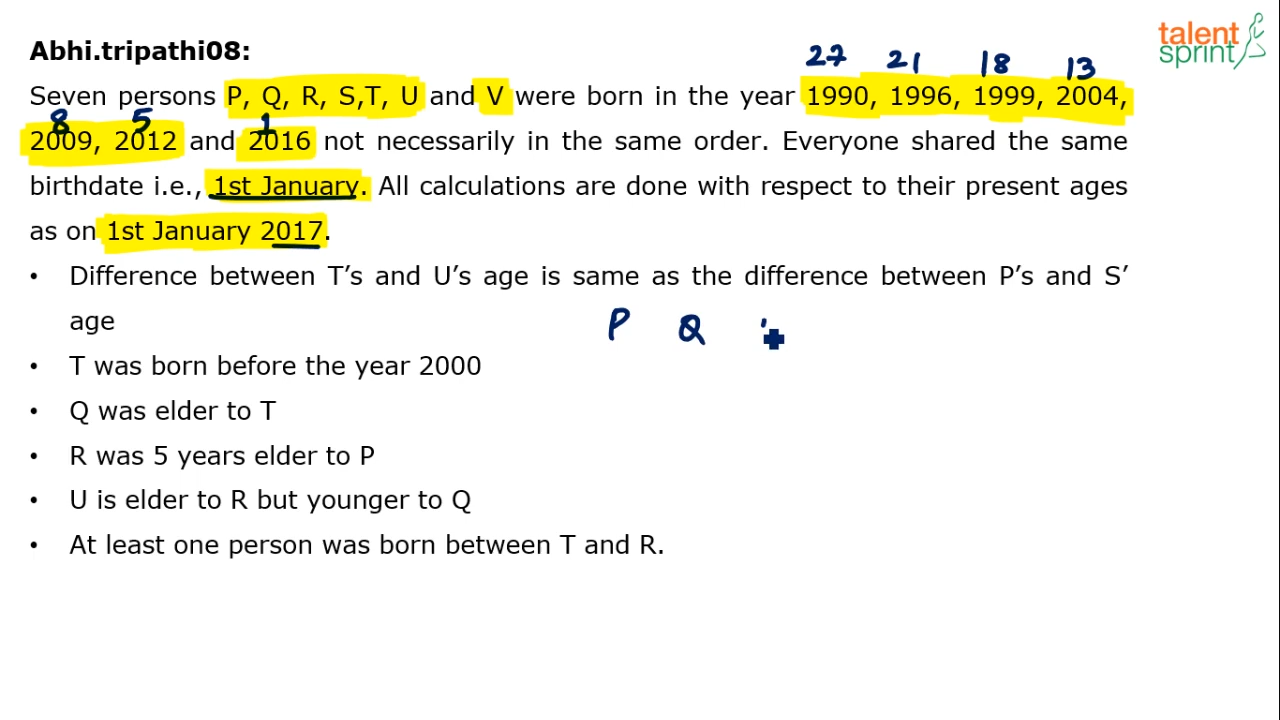 talent
sprint
Abhi.tripathi08:
27 21 18 13
Seven persons P, Q, R, S,T, U and V were born in the year 1990, 1996, 1999, 2004,
8 5 1
2009, 2012 and 2016 not necessarily in the same order. Everyone shared the same
birthdate i.e., 1st January. All calculations are done with respect to their present ages
as on 1st January 2017.
• Difference between T’s and U’s age is same as the difference between P’s and S’
age
P Q
• T was born before the year 2000
• Q was elder to T
• R was 5 years elder to P
• U is elder to R but younger to Q
• At least one person was born between T and R.